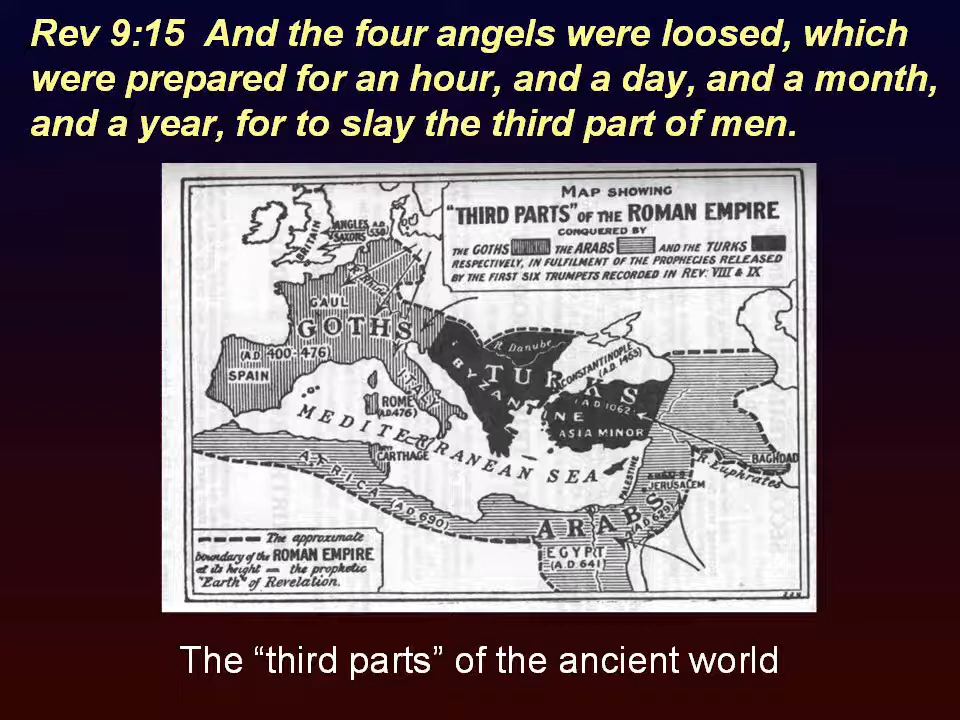 Rev 9:15 And the four angels were loosed, which
were prepared for an hour, and a day, and a month,
and a year, for to slay the third part of men.
MAP SHOWING
"THIRD PARTS" OF THE ROMAN EMPIRE
CONQUERED BY
THE GOTHS THE ARABS AND THE TURKS
RESPECTIVELY, IN FULFILMENT OF THE PROPHECIES RELEASED
BY THE FIRST SIX TRUMPETS RECORDED IN REV: VIII & IX
BRITAIN
ANGLES A.D.
SAXONS (550)
GAUL
GOTHS
(A.D. 400-476)
SPAIN
ITALY
ROME
(A.D. 476)
R. Danube
TURKS
BYZANTINE
CONSTANTINOPLE
(A.D. 1453)
(A.D. 1062)
ASIA MINOR
MEDITERRANEAN SEA
CARTHAGE
AFRICA (A.D. 690)
PALESTINE
JERUSALEM
R. Euphrates
BAGHDAD
ARABS
EGYPT
(A.D. 641)
The approximate
boundary of the ROMAN EMPIRE
at its height = the prophetic
"Earth" of Revelation.
The “third parts” of the ancient world